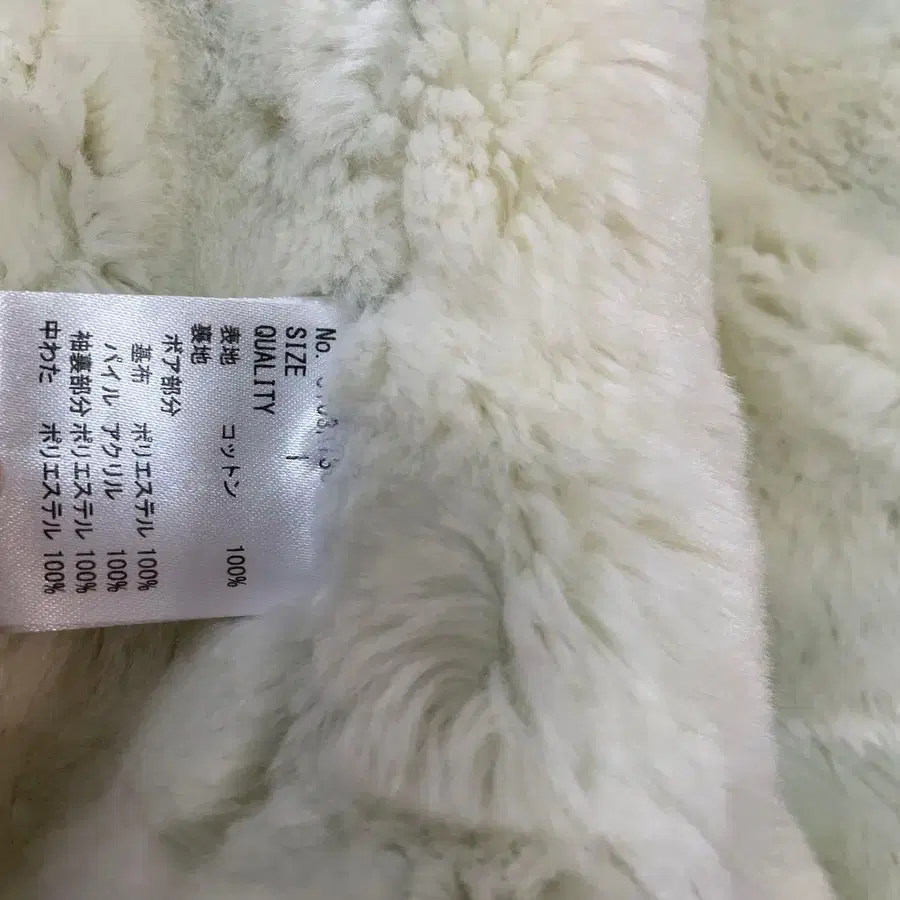 No.
SIZE
QUALITY
表地 コットン 100%
裏地
ボア部分
基布 ポリエステル 100%
パイル アクリル 100%
袖裏部分 ポリエステル 100%
中わた ポリエステル 100%